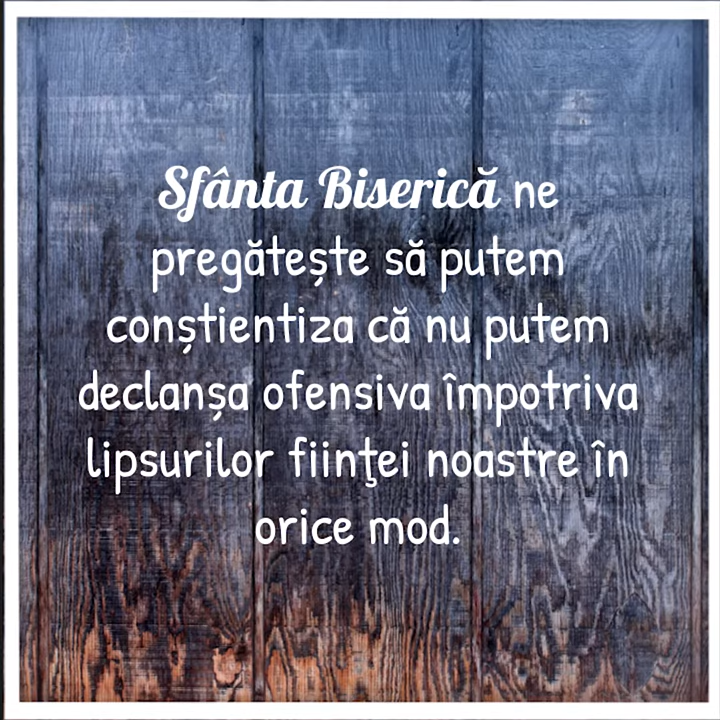 Sfânta Biserică ne
pregătește să putem
conștientiza că nu putem
declanșa ofensiva împotriva
lipsurilor fiinţei noastre în
orice mod.